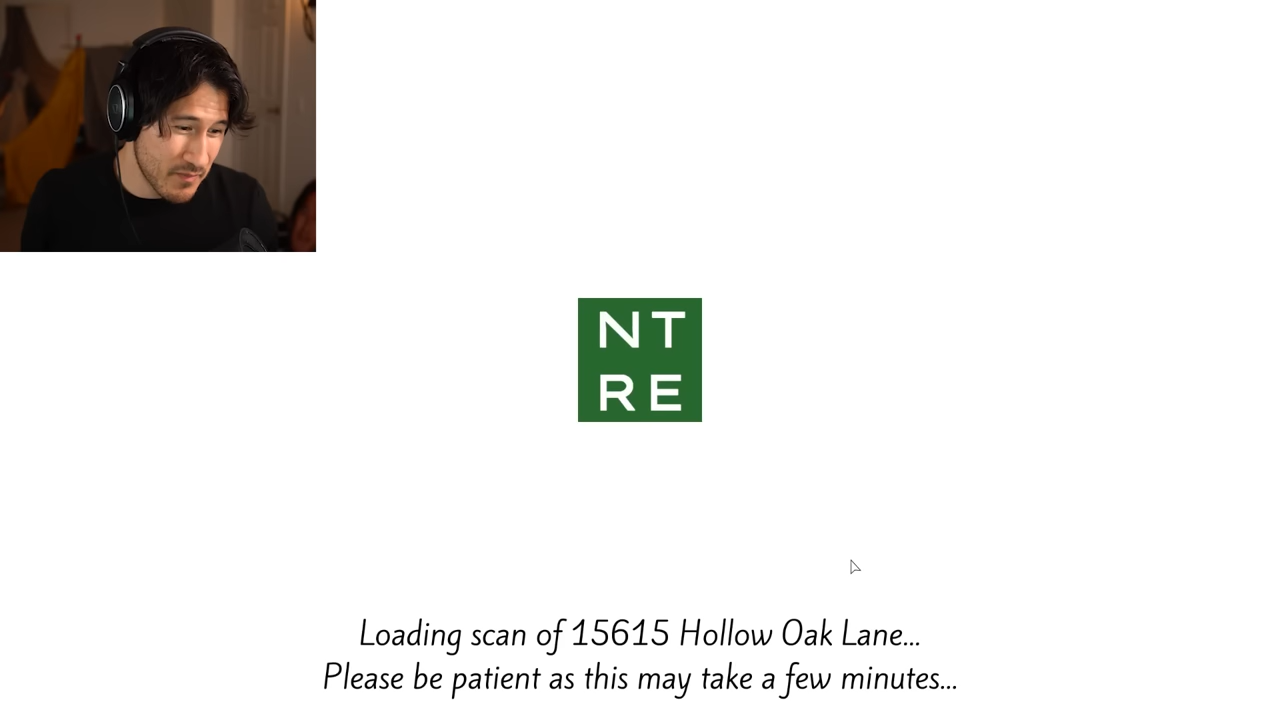 NT
RE
Loading scan of 15615 Hollow Oak Lane...
Please be patient as this may take a few minutes...